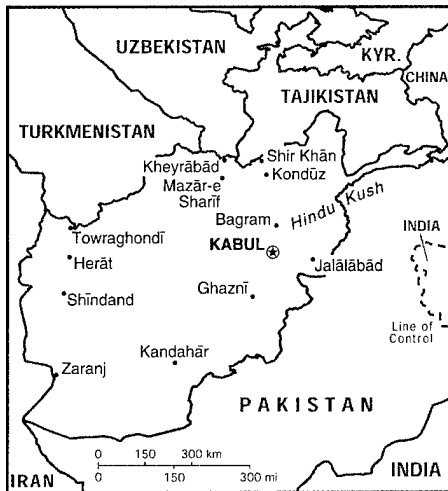 UZBEKISTAN
KYR.
CHINA
TAJIKISTAN
TURKMENISTAN
Kheyrābād
Shir Khān
Mazār-e
Sharīf
Kondūz
Hindu Kush
Bagram
Towraghondī
KABUL
INDIA
Herāt
Jalālābād
Shīndand
Ghaznī
Line of
Control
Kandahār
Zaranj
PAKISTAN
0 150 300 km
0 150 300 mi
IRAN
INDIA